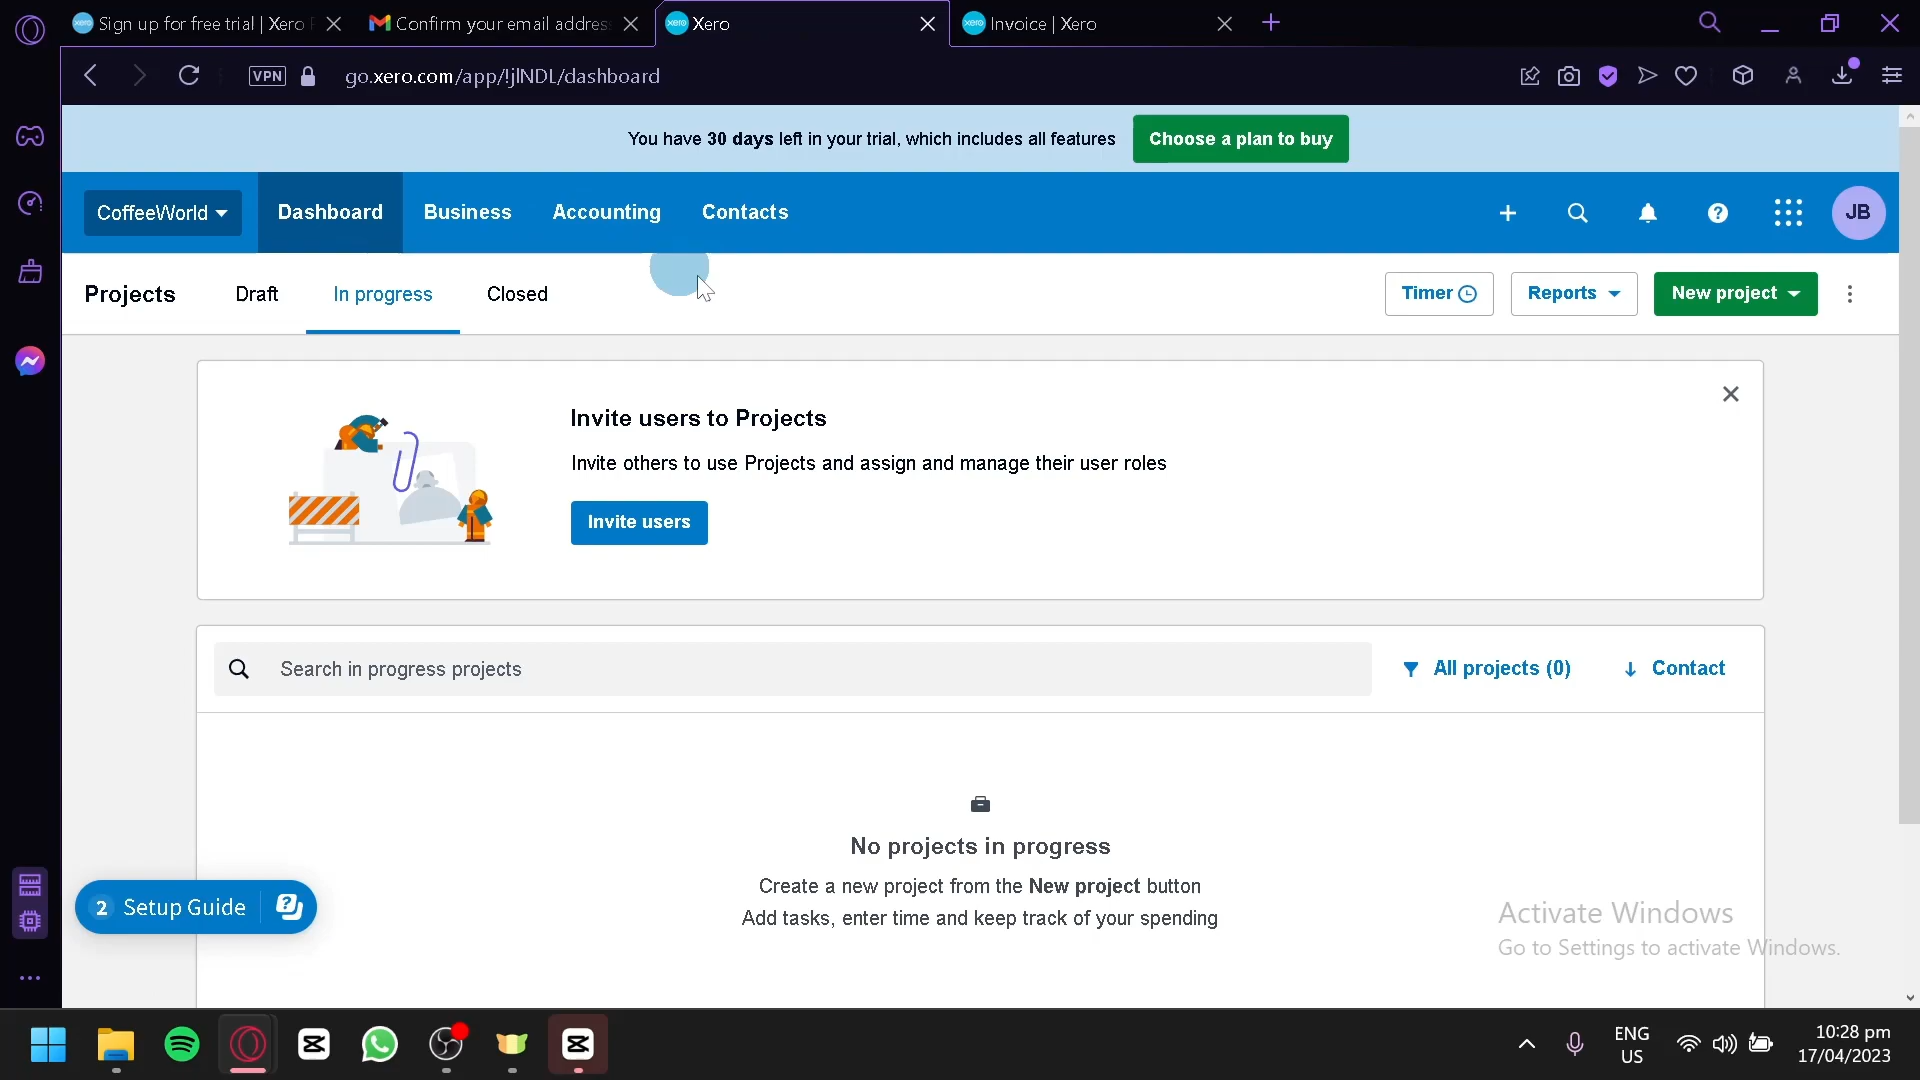 Sign up for free trial | Xero
Confirm your email addres
xero Xero
xero Invoice | Xero
VPN
go.xero.com/app/!jlNDL/dashboard
You have 30 days left in your trial, which includes all features
Choose a plan to buy
CoffeeWorld
Dashboard
Business
Accounting
Contacts
JB
Projects
Draft
In progress
Closed
Timer
Reports
New project
Invite users to Projects
Invite others to use Projects and assign and manage their user roles
Invite users
Search in progress projects
All projects (0)
Contact
No projects in progress
Create a new project from the New project button
Add tasks, enter time and keep track of your spending
2 Setup Guide
Activate Windows
Go to Settings to activate Windows.
ENG
US
10:28 pm
17/04/2023